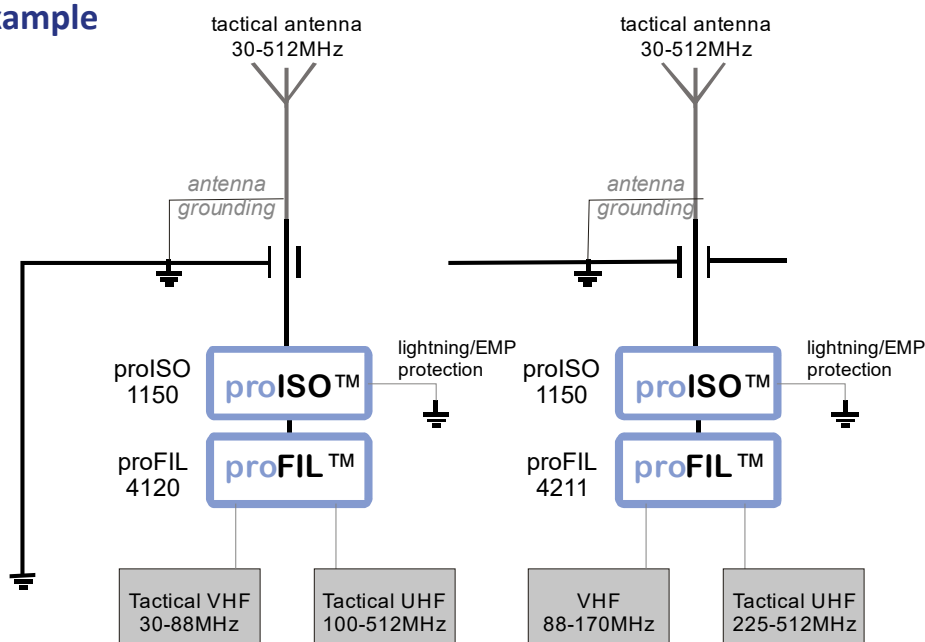 xample
tactical antenna
30-512MHz
tactical antenna
30-512MHz
antenna
grounding
antenna
grounding
proISO
1150
proISO™
lightning/EMP
protection
proISO
1150
proISO™
lightning/EMP
protection
proFIL
4120
proFIL™
proFIL
4211
proFIL™
Tactical VHF
30-88MHz
Tactical UHF
100-512MHz
VHF
88-170MHz
Tactical UHF
225-512MHz